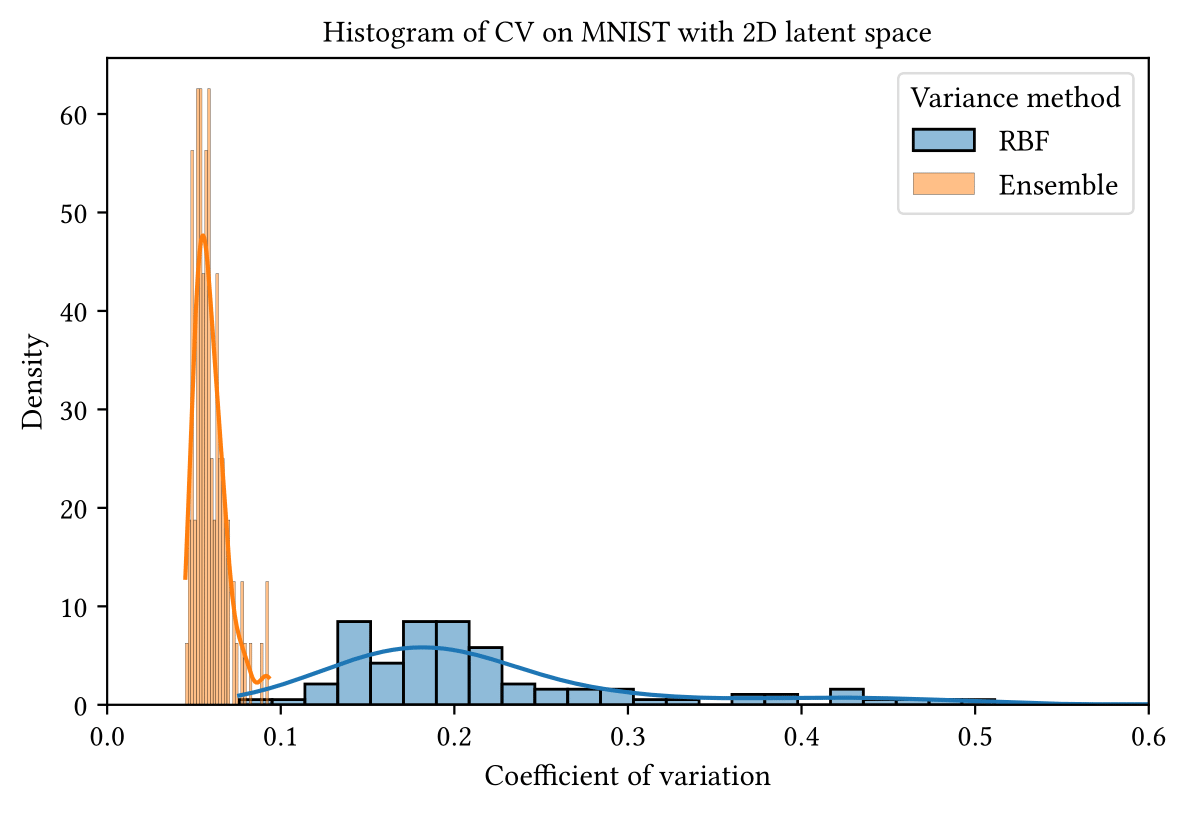 Histogram of CV on MNIST with 2D latent space
Variance method
RBF
Ensemble
Density
60
50
40
30
20
10
0
0.0 0.1 0.2 0.3 0.4 0.5 0.6
Coefficient of variation